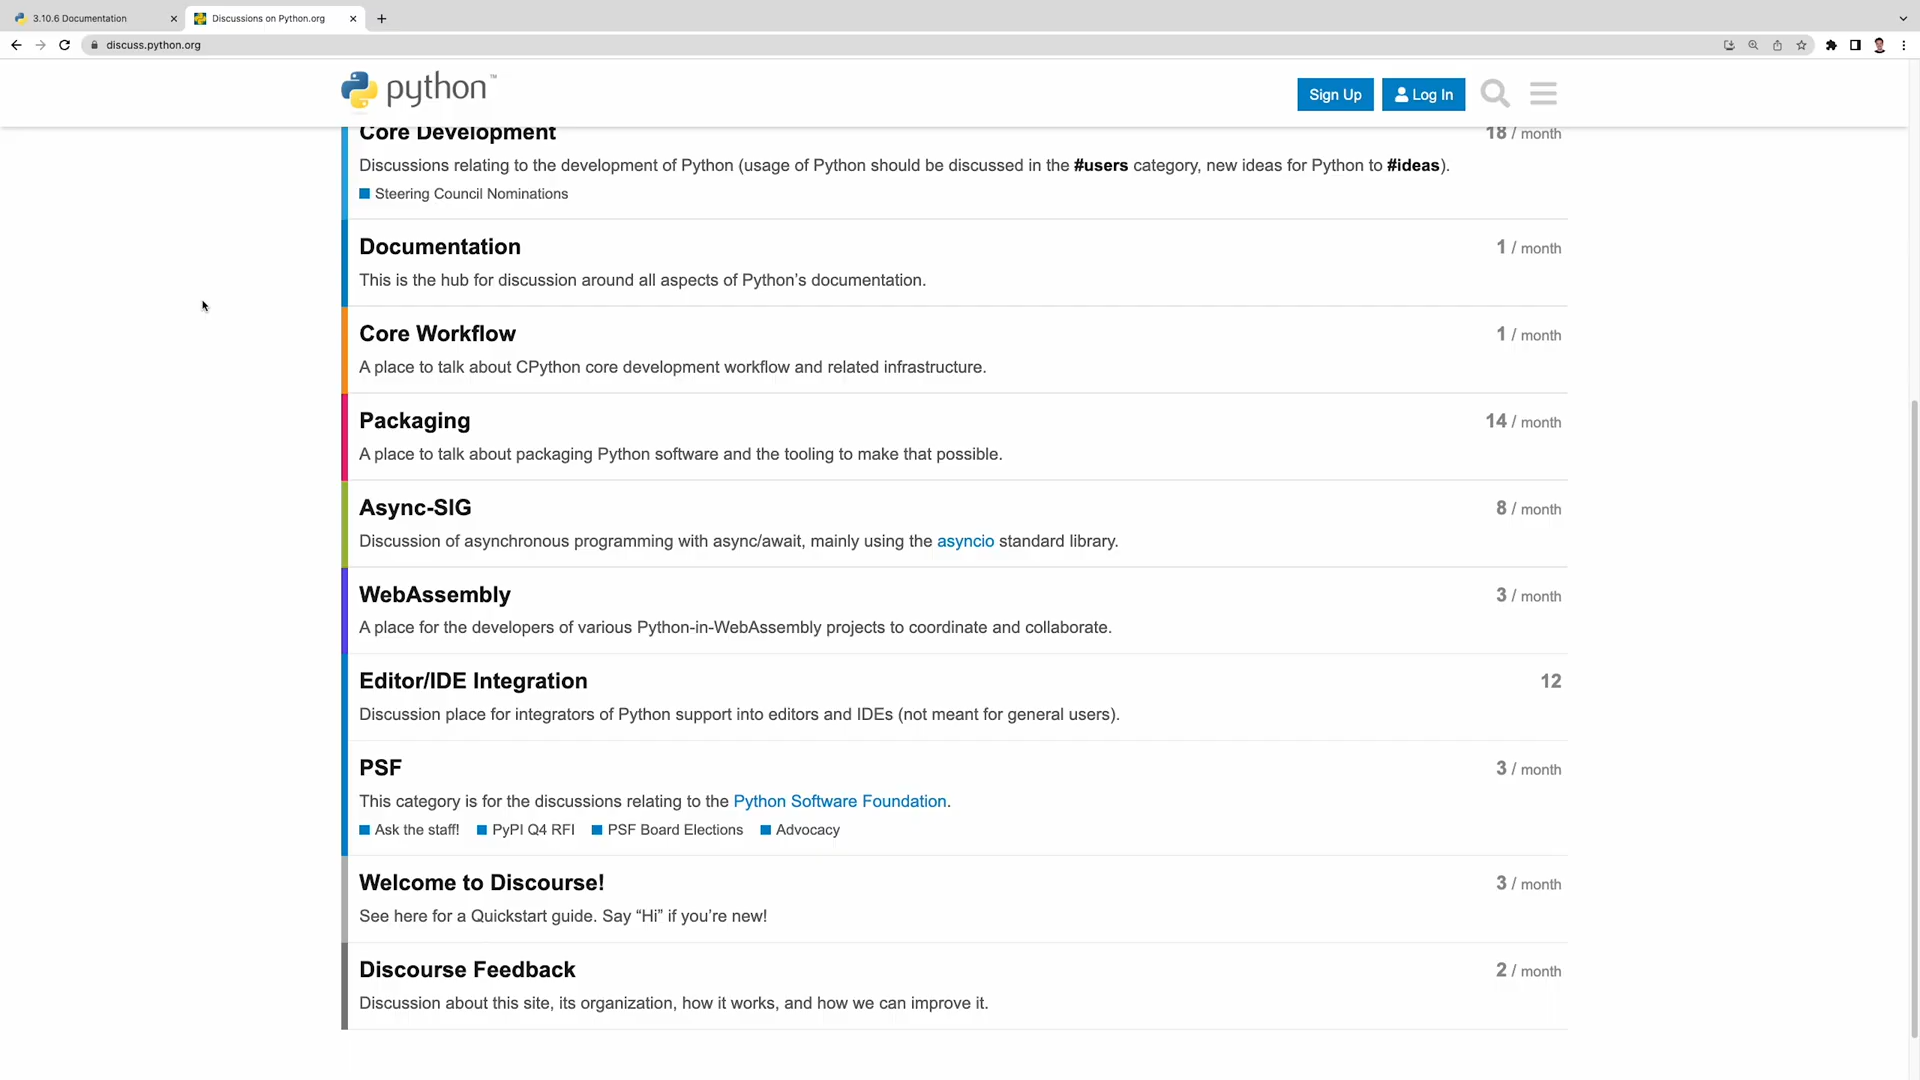 3.10.6 Documentation
Discussions on Python.org
discuss.python.org
python™
Sign Up
Log In
Core Development
18 / month
Discussions relating to the development of Python (usage of Python should be discussed in the #users category, new ideas for Python to #ideas).
Steering Council Nominations
Documentation
1 / month
This is the hub for discussion around all aspects of Python’s documentation.
Core Workflow
1 / month
A place to talk about CPython core development workflow and related infrastructure.
Packaging
14 / month
A place to talk about packaging Python software and the tooling to make that possible.
Async-SIG
8 / month
Discussion of asynchronous programming with async/await, mainly using the asyncio standard library.
WebAssembly
3 / month
A place for the developers of various Python-in-WebAssembly projects to coordinate and collaborate.
Editor/IDE Integration
12
Discussion place for integrators of Python support into editors and IDEs (not meant for general users).
PSF
3 / month
This category is for the discussions relating to the Python Software Foundation.
Ask the staff! PyPI Q4 RFI PSF Board Elections Advocacy
Welcome to Discourse!
3 / month
See here for a Quickstart guide. Say “Hi” if you’re new!
Discourse Feedback
2 / month
Discussion about this site, its organization, how it works, and how we can improve it.